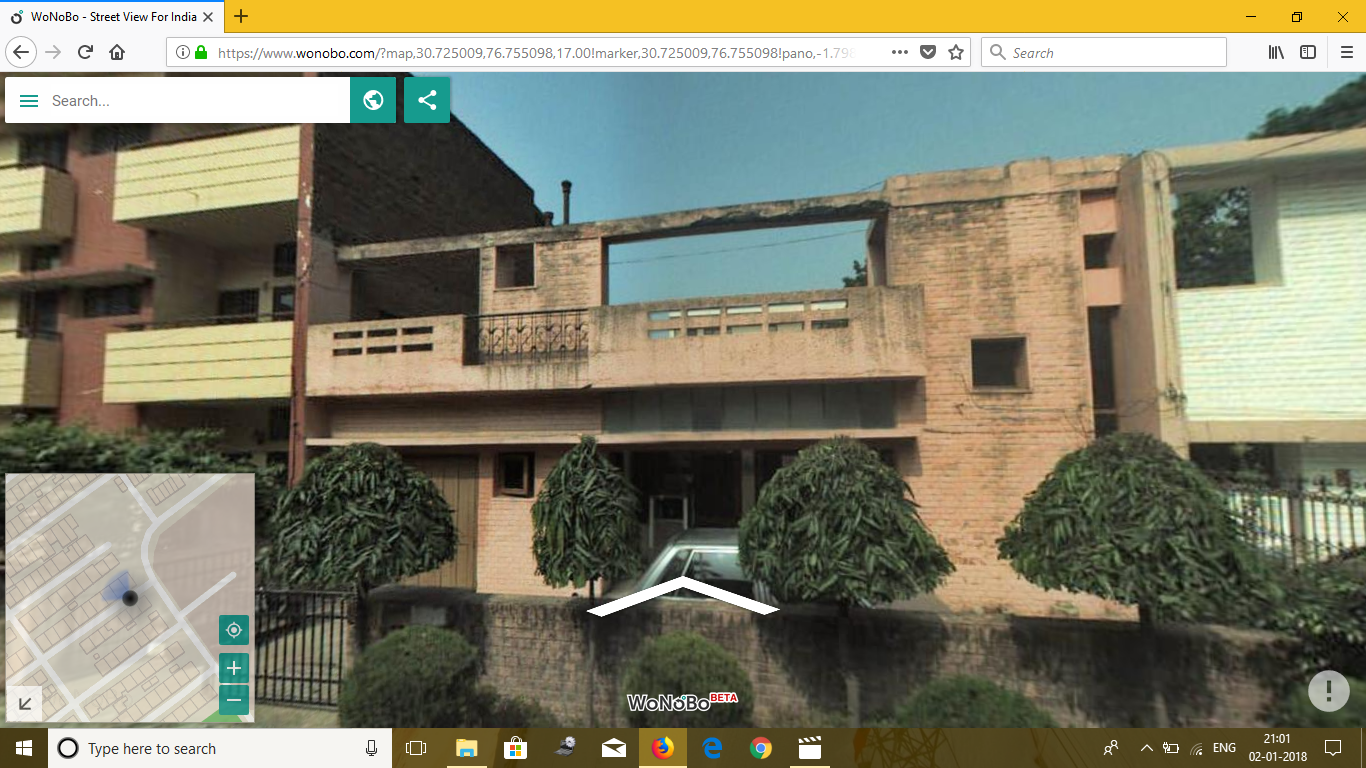 WoNoBo - Street View For India
https://www.wonobo.com/?map,30.725009,76.755098,17.00!marker,30.725009,76.755098!pano,-1.798
Search
Search...
WoNoBo BETA
Type here to search
ENG
21:01
02-01-2018